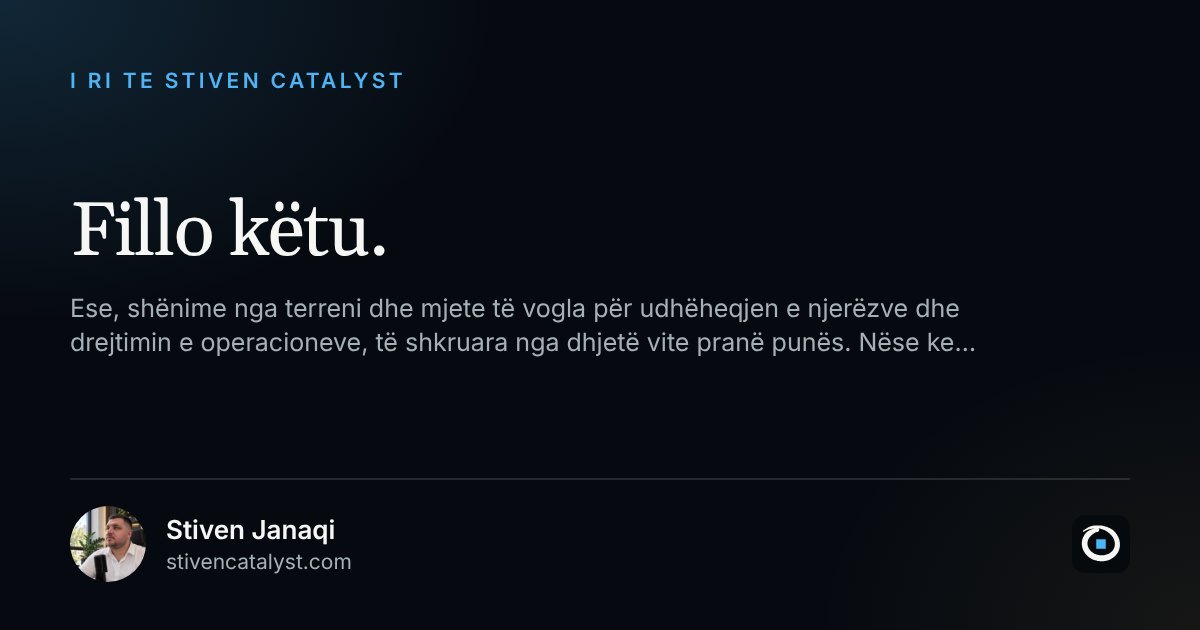 I RI TE STIVEN CATALYST
Fillo këtu.
Ese, shënime nga terreni dhe mjete të vogla për udhëheqjen e njerëzve dhe
drejtimin e operacioneve, të shkruara nga dhjetë vite pranë punës. Nëse ke...
Stiven Janaqi
stivencatalyst.com